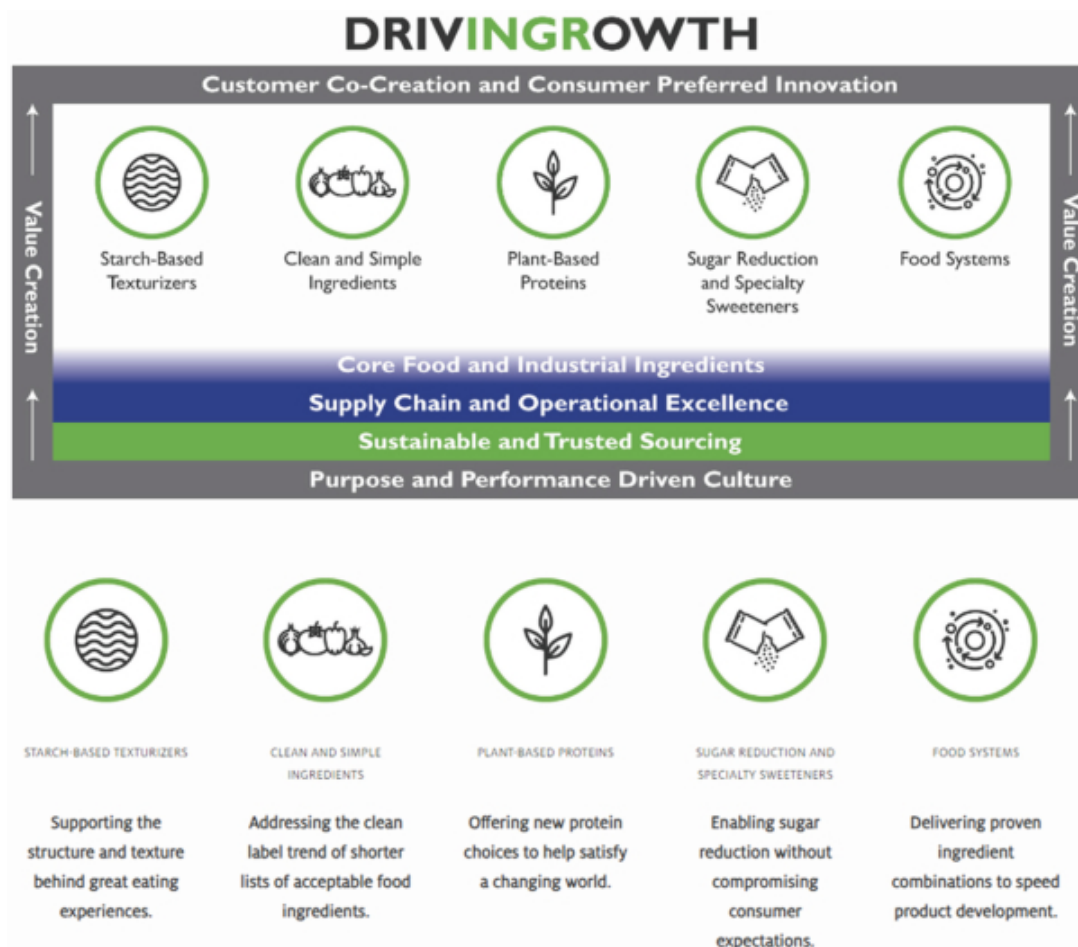 DRIVINGROWTH
Customer Co-Creation and Consumer Preferred Innovation
Value Creation
Starch-Based
Texturizers
Clean and Simple
Ingredients
Plant-Based
Proteins
Sugar Reduction
and Specialty
Sweeteners
Food Systems
Value Creation
Core Food and Industrial Ingredients
Supply Chain and Operational Excellence
Sustainable and Trusted Sourcing
Purpose and Performance Driven Culture
STARCH-BASED TEXTURIZERS
Supporting the
structure and texture
behind great eating
experiences.
CLEAN AND SIMPLE
INGREDIENTS
Addressing the clean
label trend of shorter
lists of acceptable food
ingredients.
PLANT-BASED PROTEINS
Offering new protein
choices to help satisfy
a changing world.
SUGAR REDUCTION AND
SPECIALTY SWEETENERS
Enabling sugar
reduction without
compromising
consumer
expectations.
FOOD SYSTEMS
Delivering proven
ingredient
combinations to speed
product development.